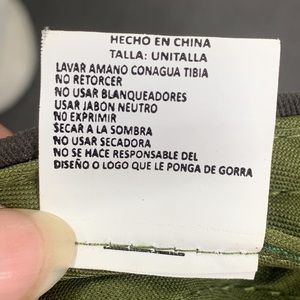 HECHO EN CHINA
TALLA: UNITALLA
LAVAR AMANO CONAGUA TIBIA
NO RETORCER
NO USAR BLANQUEADORES
USAR JABON NEUTRO
NO EXPRIMIR
SECAR A LA SOMBRA
NO USAR SECADORA
NO SE HACE RESPONSABLE DEL
DISEÑO O LOGO QUE LE PONGA DE GORRA